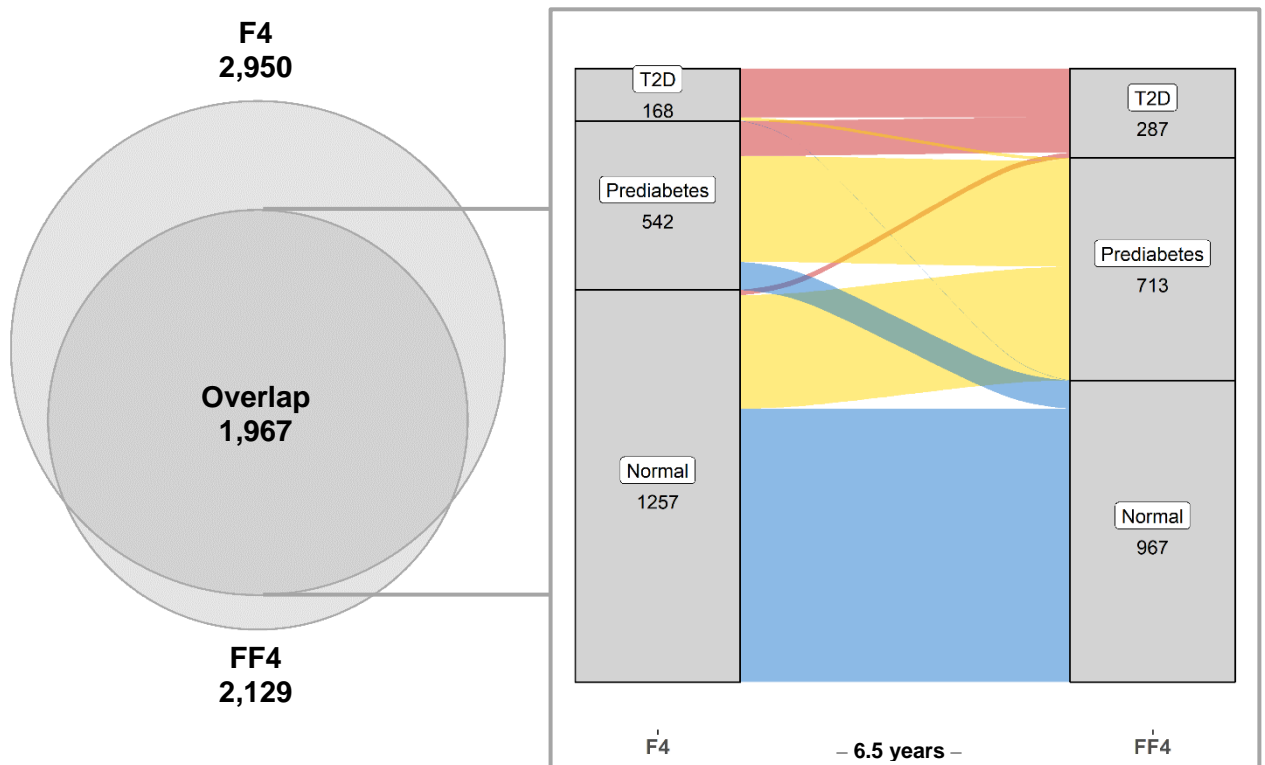 F4
2,950
Overlap
1,967
FF4
2,129
T2D
168
Prediabetes
542
Normal
1257
T2D
287
Prediabetes
713
Normal
967
F4
– 6.5 years –
FF4